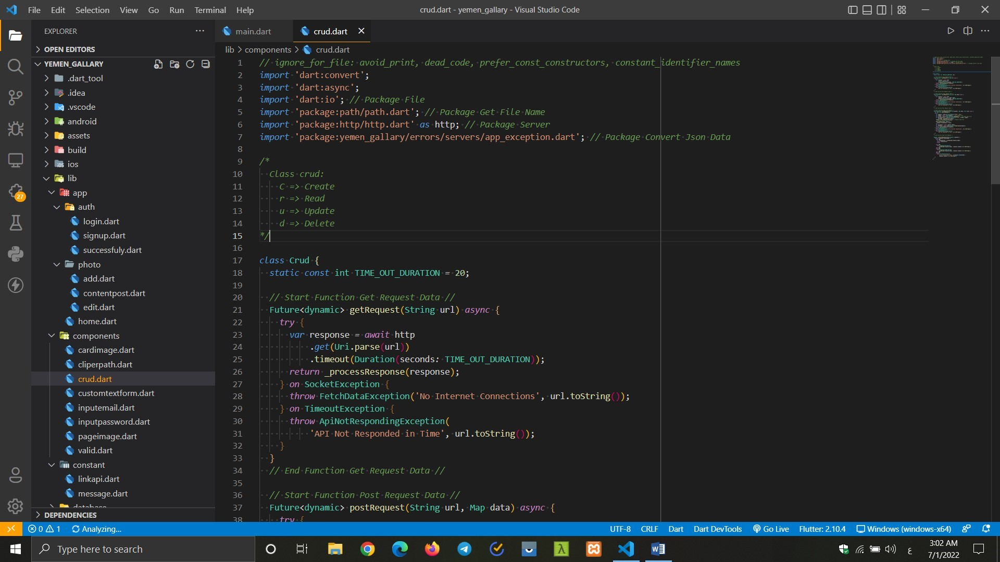 File Edit Selection View Go Run Terminal Help
crud.dart - yemen_gallary - Visual Studio Code
EXPLORER
OPEN EDITORS
YEMEN_GALLARY
.dart_tool
.idea
.vscode
android
assets
build
ios
lib
app
auth
login.dart
signup.dart
successfuly.dart
photo
add.dart
contentpost.dart
edit.dart
home.dart
components
cardimage.dart
cliperpath.dart
crud.dart
customtextform.dart
inputemail.dart
inputpassword.dart
pageimage.dart
valid.dart
constant
linkapi.dart
message.dart
database
DEPENDENCIES
27
main.dart
crud.dart
lib > components > crud.dart
1 // ignore_for_file: avoid_print, dead_code, prefer_const_constructors, constant_identifier_names
2 import 'dart:convert';
3 import 'dart:async';
4 import 'dart:io'; // Package File
5 import 'package:path/path.dart'; // Package Get File Name
6 import 'package:http/http.dart' as http; // Package Server
7 import 'package:yemen_gallary/errors/servers/app_exception.dart'; // Package Convert Json Data
8
9 /*
10 Class crud:
11 C => Create
12 r => Read
13 u => Update
14 d => Delete
15 */
16
17 class Crud {
18 static const int TIME_OUT_DURATION = 20;
19
20 // Start Function Get Request Data //
21 Future<dynamic> getRequest(String url) async {
22 try {
23 var response = await http
24 .get(Uri.parse(url))
25 .timeout(Duration(seconds: TIME_OUT_DURATION));
26 return _processResponse(response);
27 } on SocketException {
28 throw FetchDataException('No Internet Connections', url.toString());
29 } on TimeoutException {
30 throw ApiNotRespondingException(
31 'API Not Responded in Time', url.toString());
32 }
33 }
34 // End Function Get Request Data //
35
36 // Start Function Post Request Data //
37 Future<dynamic> postRequest(String url, Map data) async {
38 try {
0 1 Analyzing...
UTF-8 CRLF Dart Dart DevTools Go Live Flutter: 2.10.4 Windows (windows-x64)
Type here to search
ع
3:02 AM
7/1/2022